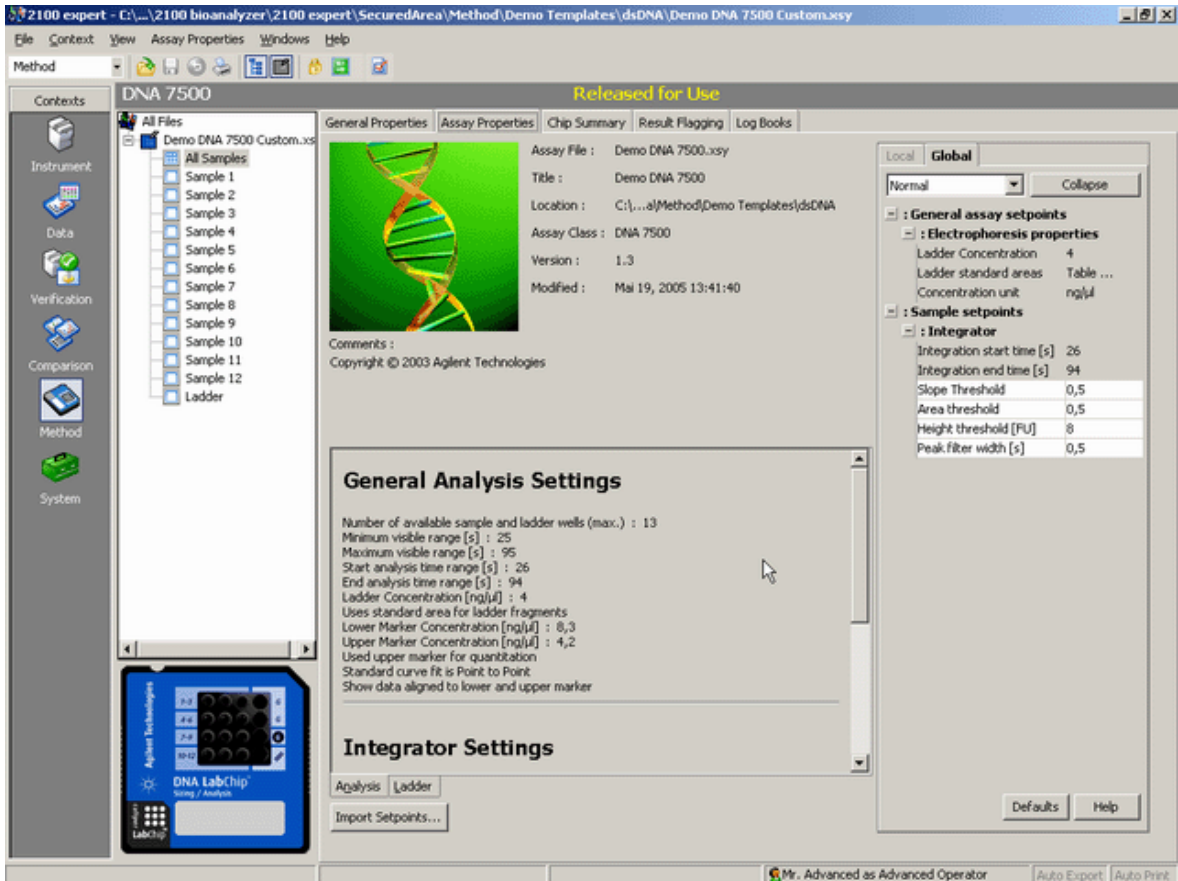 2100 expert - C:\...\2100 bioanalyzer\2100 expert\SecuredArea\Method\Demo Templates\dsDNA\Demo DNA 7500 Custom.xsy
File Context View Assay Properties Windows Help
Method
Contexts
Instrument
Data
Verification
Comparison
Method
System
DNA 7500 Released for Use
All Files
Demo DNA 7500 Custom.xs
All Samples
Sample 1
Sample 2
Sample 3
Sample 4
Sample 5
Sample 6
Sample 7
Sample 8
Sample 9
Sample 10
Sample 11
Sample 12
Ladder
Agilent Technologies
1-3
4-6
7-9
10-12
DNA LabChip
Sizing / Analysis
LabChip
General Properties Assay Properties Chip Summary Result Flagging Log Books
Assay File : Demo DNA 7500.xsy
Title : Demo DNA 7500
Location : C:\...a\Method\Demo Templates\dsDNA
Assay Class : DNA 7500
Version : 1.3
Modified : Mai 19, 2005 13:41:40
Comments :
Copyright © 2003 Agilent Technologies
General Analysis Settings
Number of available sample and ladder wells (max.) : 13
Minimum visible range [s] : 25
Maximum visible range [s] : 95
Start analysis time range [s] : 26
End analysis time range [s] : 94
Ladder Concentration [ng/µl] : 4
Uses standard area for ladder fragments
Lower Marker Concentration [ng/µl] : 8,3
Upper Marker Concentration [ng/µl] : 4,2
Used upper marker for quantitation
Standard curve fit is Point to Point
Show data aligned to lower and upper marker
Integrator Settings
Analysis Ladder
Import Setpoints...
Local Global
Normal Collapse
: General assay setpoints
: Electrophoresis properties
Ladder Concentration 4
Ladder standard areas Table ...
Concentration unit ng/µl
: Sample setpoints
: Integrator
Integration start time [s] 26
Integration end time [s] 94
Slope Threshold 0,5
Area threshold 0,5
Height threshold [FU] 8
Peak filter width [s] 0,5
Defaults Help
Mr. Advanced as Advanced Operator Auto Export Auto Print